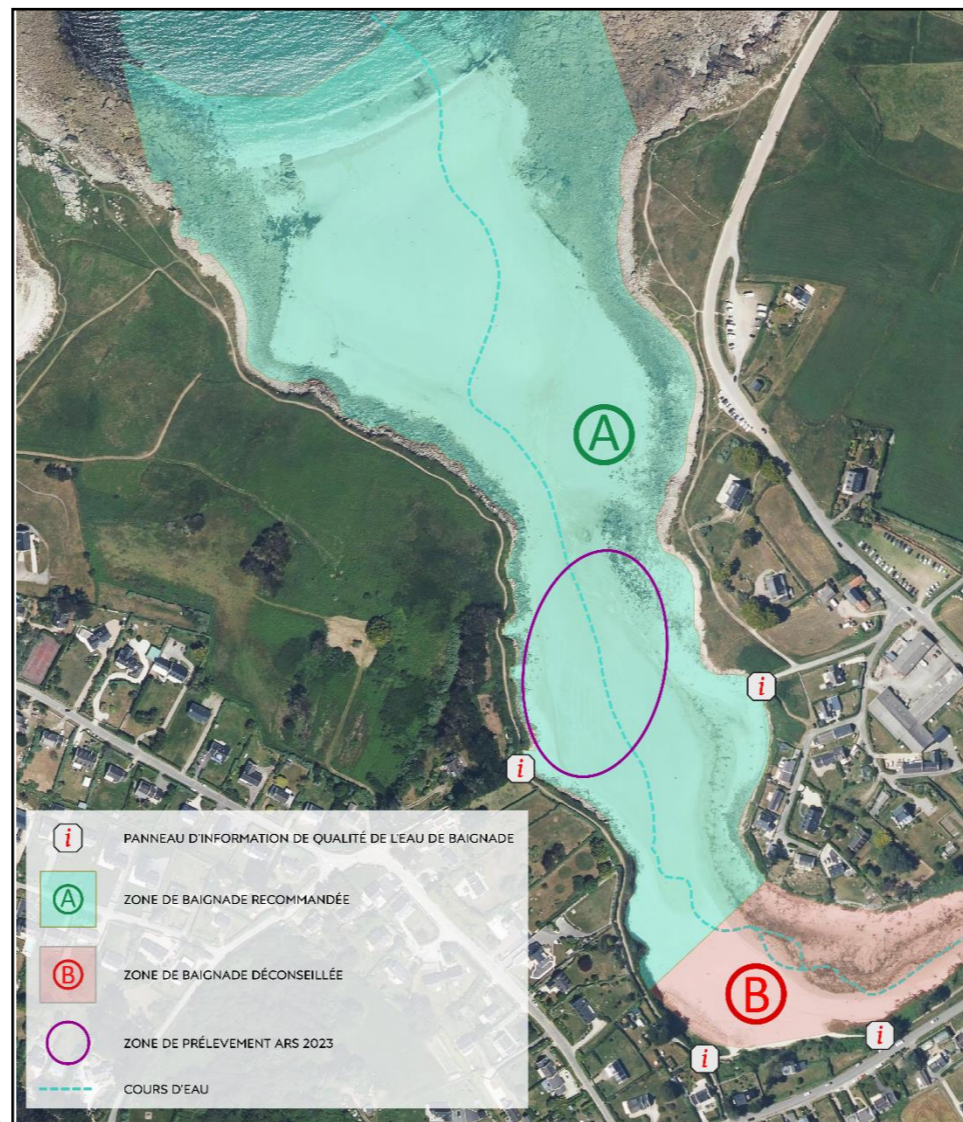 A
i
i
i PANNEAU D'INFORMATION DE QUALITÉ DE L'EAU DE BAIGNADE
A ZONE DE BAIGNADE RECOMMANDÉE
B ZONE DE BAIGNADE DÉCONSEILLÉE
ZONE DE PRÉLEVEMENT ARS 2023
COURS D'EAU
B
i
i